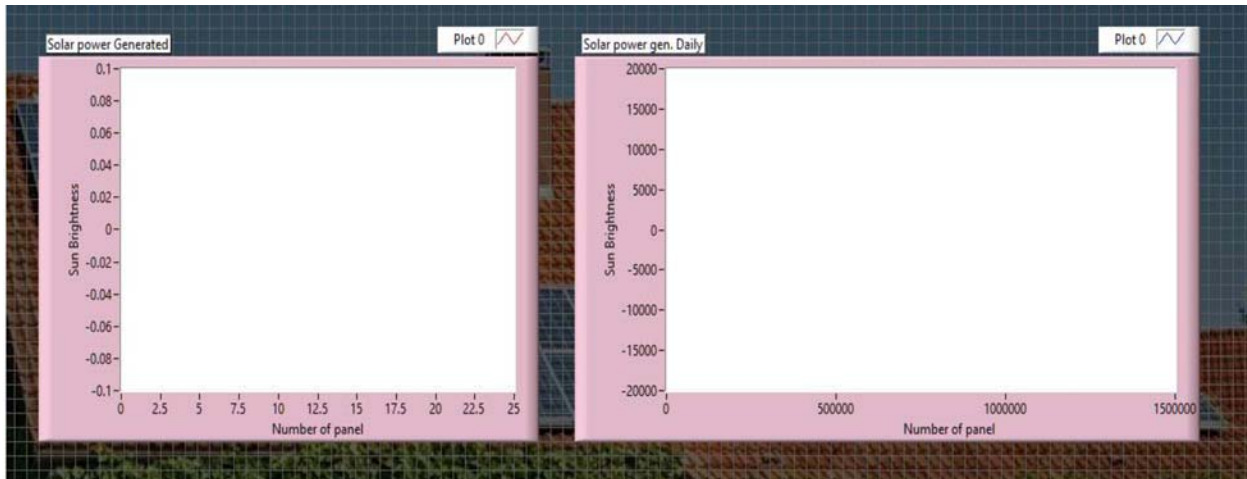 Solar power Generated
Plot 0
Sun Brightness
0.1
0.08
0.06
0.04
0.02
0
-0.02
-0.04
-0.06
-0.08
-0.1
0 2.5 5 7.5 10 12.5 15 17.5 20 22.5 25
Number of panel
Solar power gen. Daily
Plot 0
Sun Brightness
20000
15000
10000
5000
0
-5000
-10000
-15000
-20000
0 500000 1000000 1500000
Number of panel